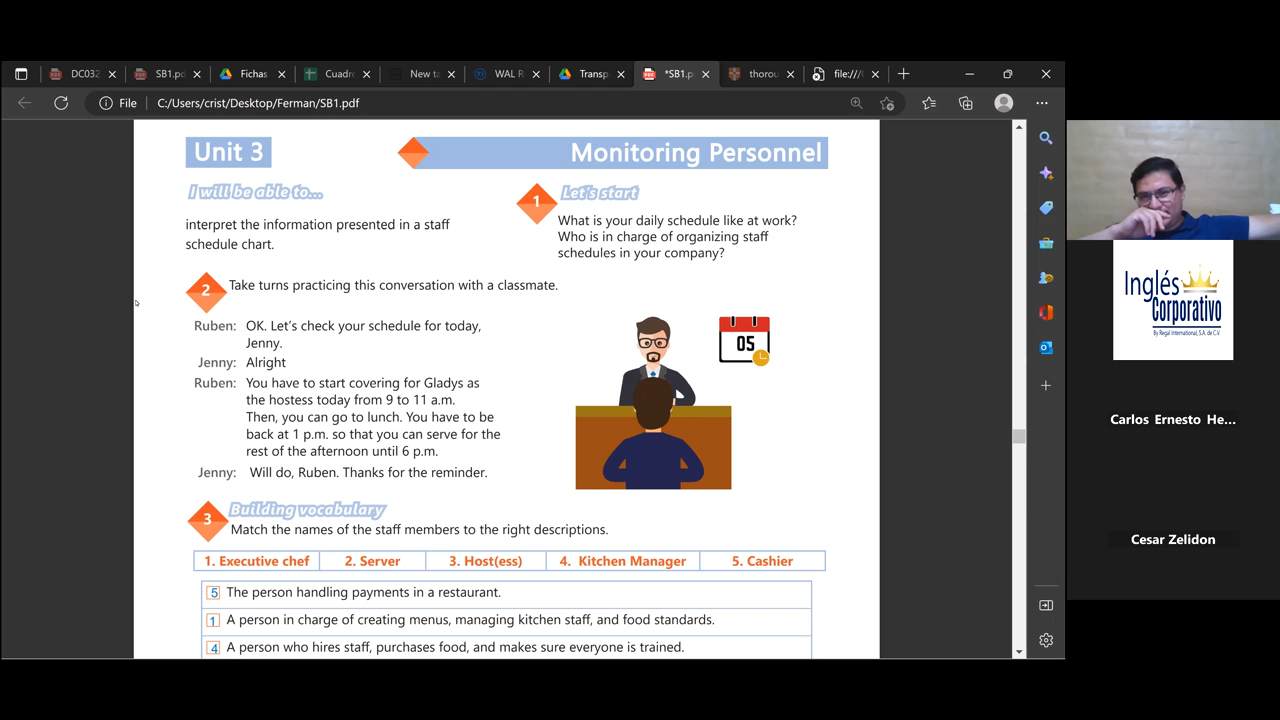 DC032
SB1.pd
Fichas
Cuadr
New ta
WAL R
Transp
*SB1.p
thorou
file:///
File
C:/Users/crist/Desktop/Ferman/SB1.pdf
Unit 3
Monitoring Personnel
I will be able to...
interpret the information presented in a staff
schedule chart.
1
Let's start
What is your daily schedule like at work?
Who is in charge of organizing staff
schedules in your company?
2
Take turns practicing this conversation with a classmate.
Ruben: OK. Let's check your schedule for today,
Jenny.
Jenny: Alright
Ruben: You have to start covering for Gladys as
the hostess today from 9 to 11 a.m.
Then, you can go to lunch. You have to be
back at 1 p.m. so that you can serve for the
rest of the afternoon until 6 p.m.
Jenny: Will do, Ruben. Thanks for the reminder.
05
3
Building vocabulary
Match the names of the staff members to the right descriptions.
1. Executive chef 2. Server 3. Host(ess) 4. Kitchen Manager 5. Cashier
5 The person handling payments in a restaurant.
1 A person in charge of creating menus, managing kitchen staff, and food standards.
4 A person who hires staff, purchases food, and makes sure everyone is trained.
Inglés
Corporativo
By Regal International, S.A. de C.V.
Carlos Ernesto He...
Cesar Zelidon